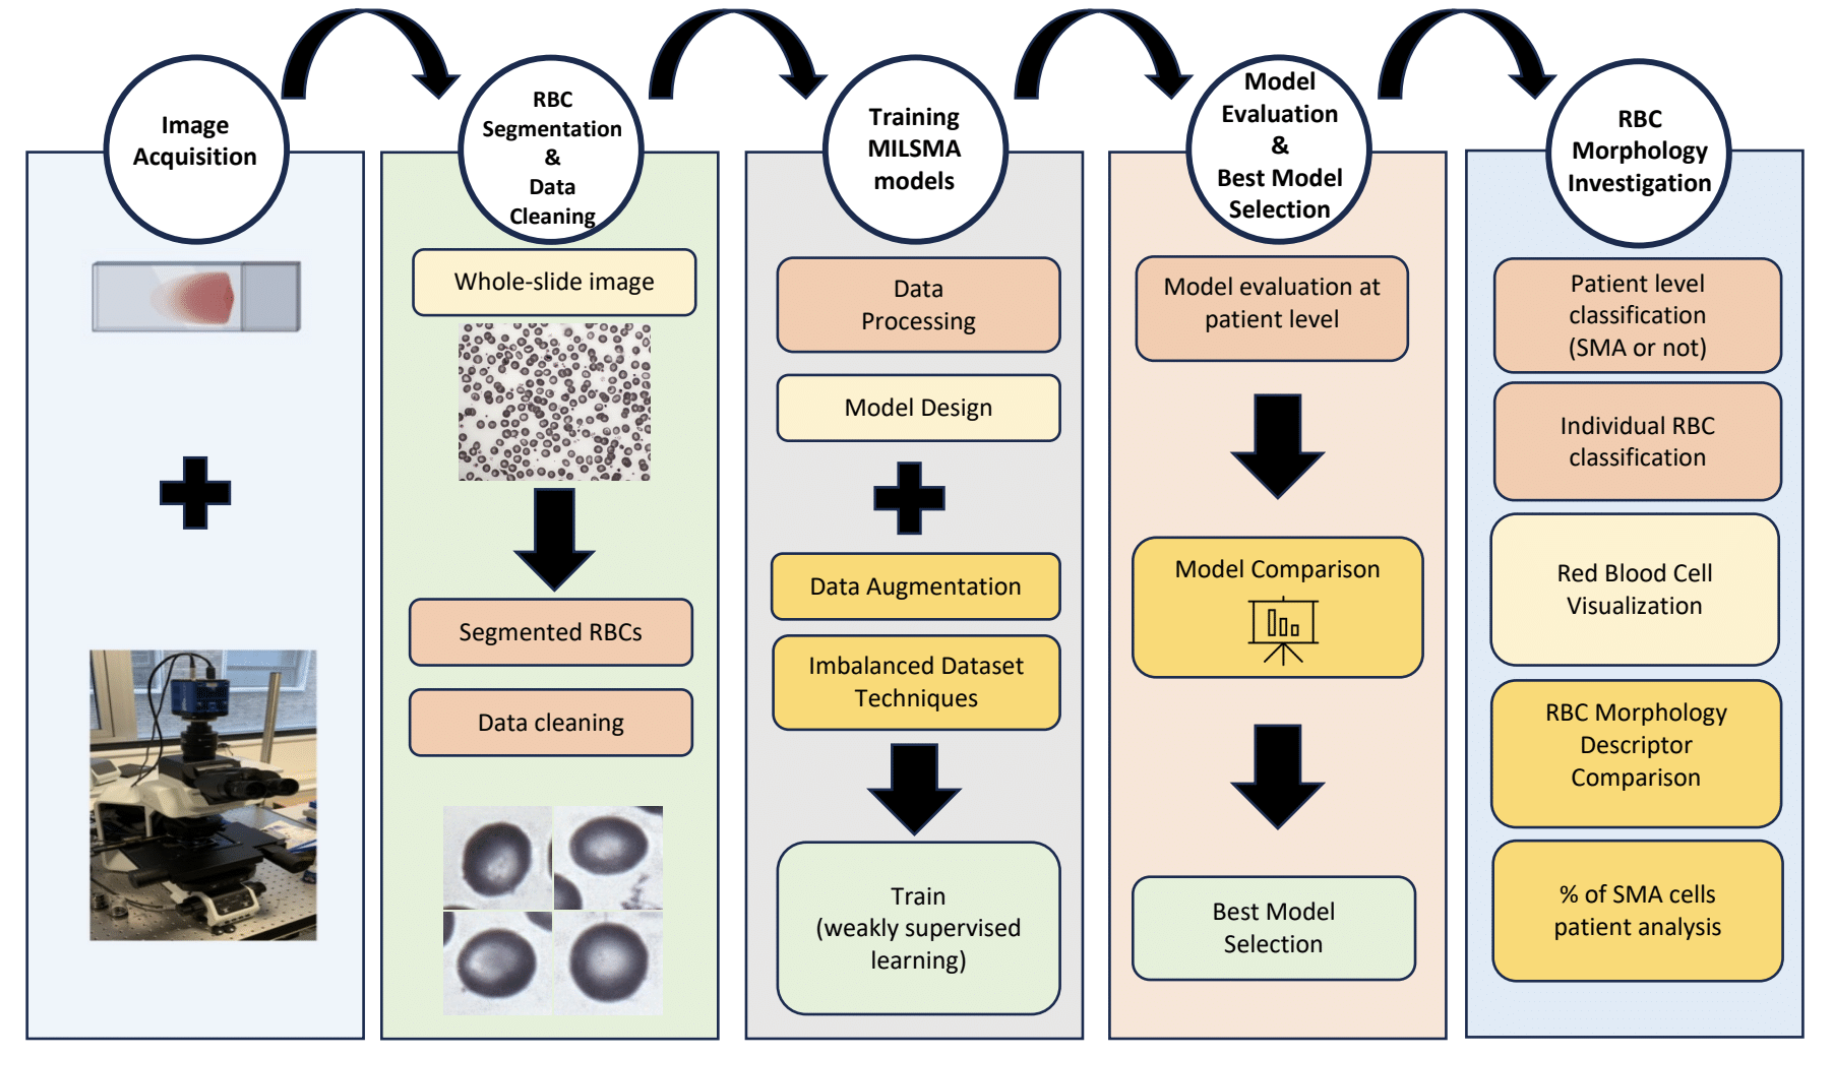 Image
Acquisition
RBC
Segmentation
&
Data
Cleaning
Whole-slide image
Segmented RBCs
Data cleaning
Training
MILSMA
models
Data
Processing
Model Design
Data Augmentation
Imbalanced Dataset
Techniques
Train
(weakly supervised
learning)
Model
Evaluation
&
Best Model
Selection
Model evaluation at
patient level
Model Comparison
Best Model
Selection
RBC
Morphology
Investigation
Patient level
classification
(SMA or not)
Individual RBC
classification
Red Blood Cell
Visualization
RBC Morphology
Descriptor
Comparison
% of SMA cells
patient analysis